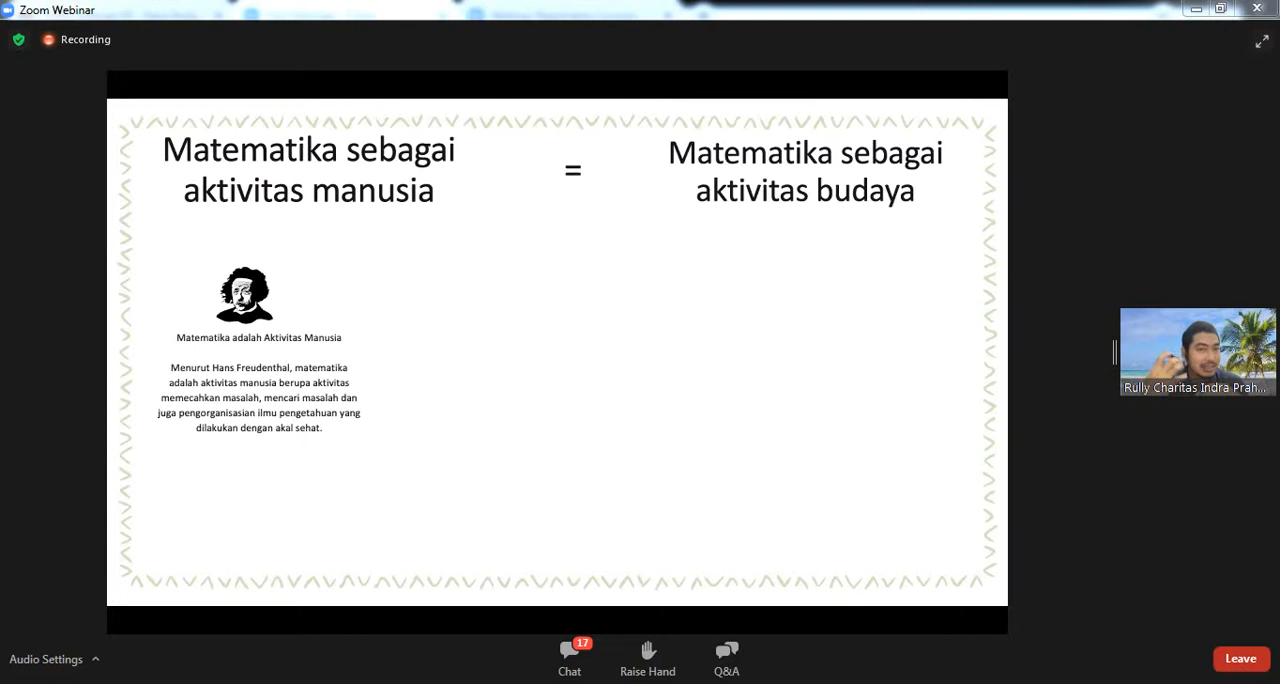 Zoom Webinar
Recording
Matematika sebagai
aktivitas manusia
=
Matematika sebagai
aktivitas budaya
Matematika adalah Aktivitas Manusia
Menurut Hans Freudenthal, matematika
adalah aktivitas manusia berupa aktivitas
memecahkan masalah, mencari masalah dan
juga pengorganisasian ilmu pengetahuan yang
dilakukan dengan akal sehat.
Rully Charitas Indra Prah...
Audio Settings
17
Chat
Raise Hand
Q&A
Leave